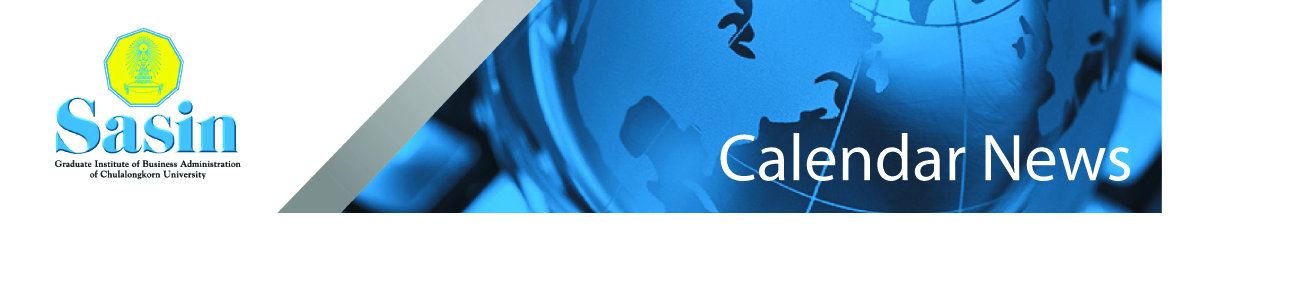 Sasin
Graduate Institute of Business Administration
of Chulalongkorn University
Calendar News